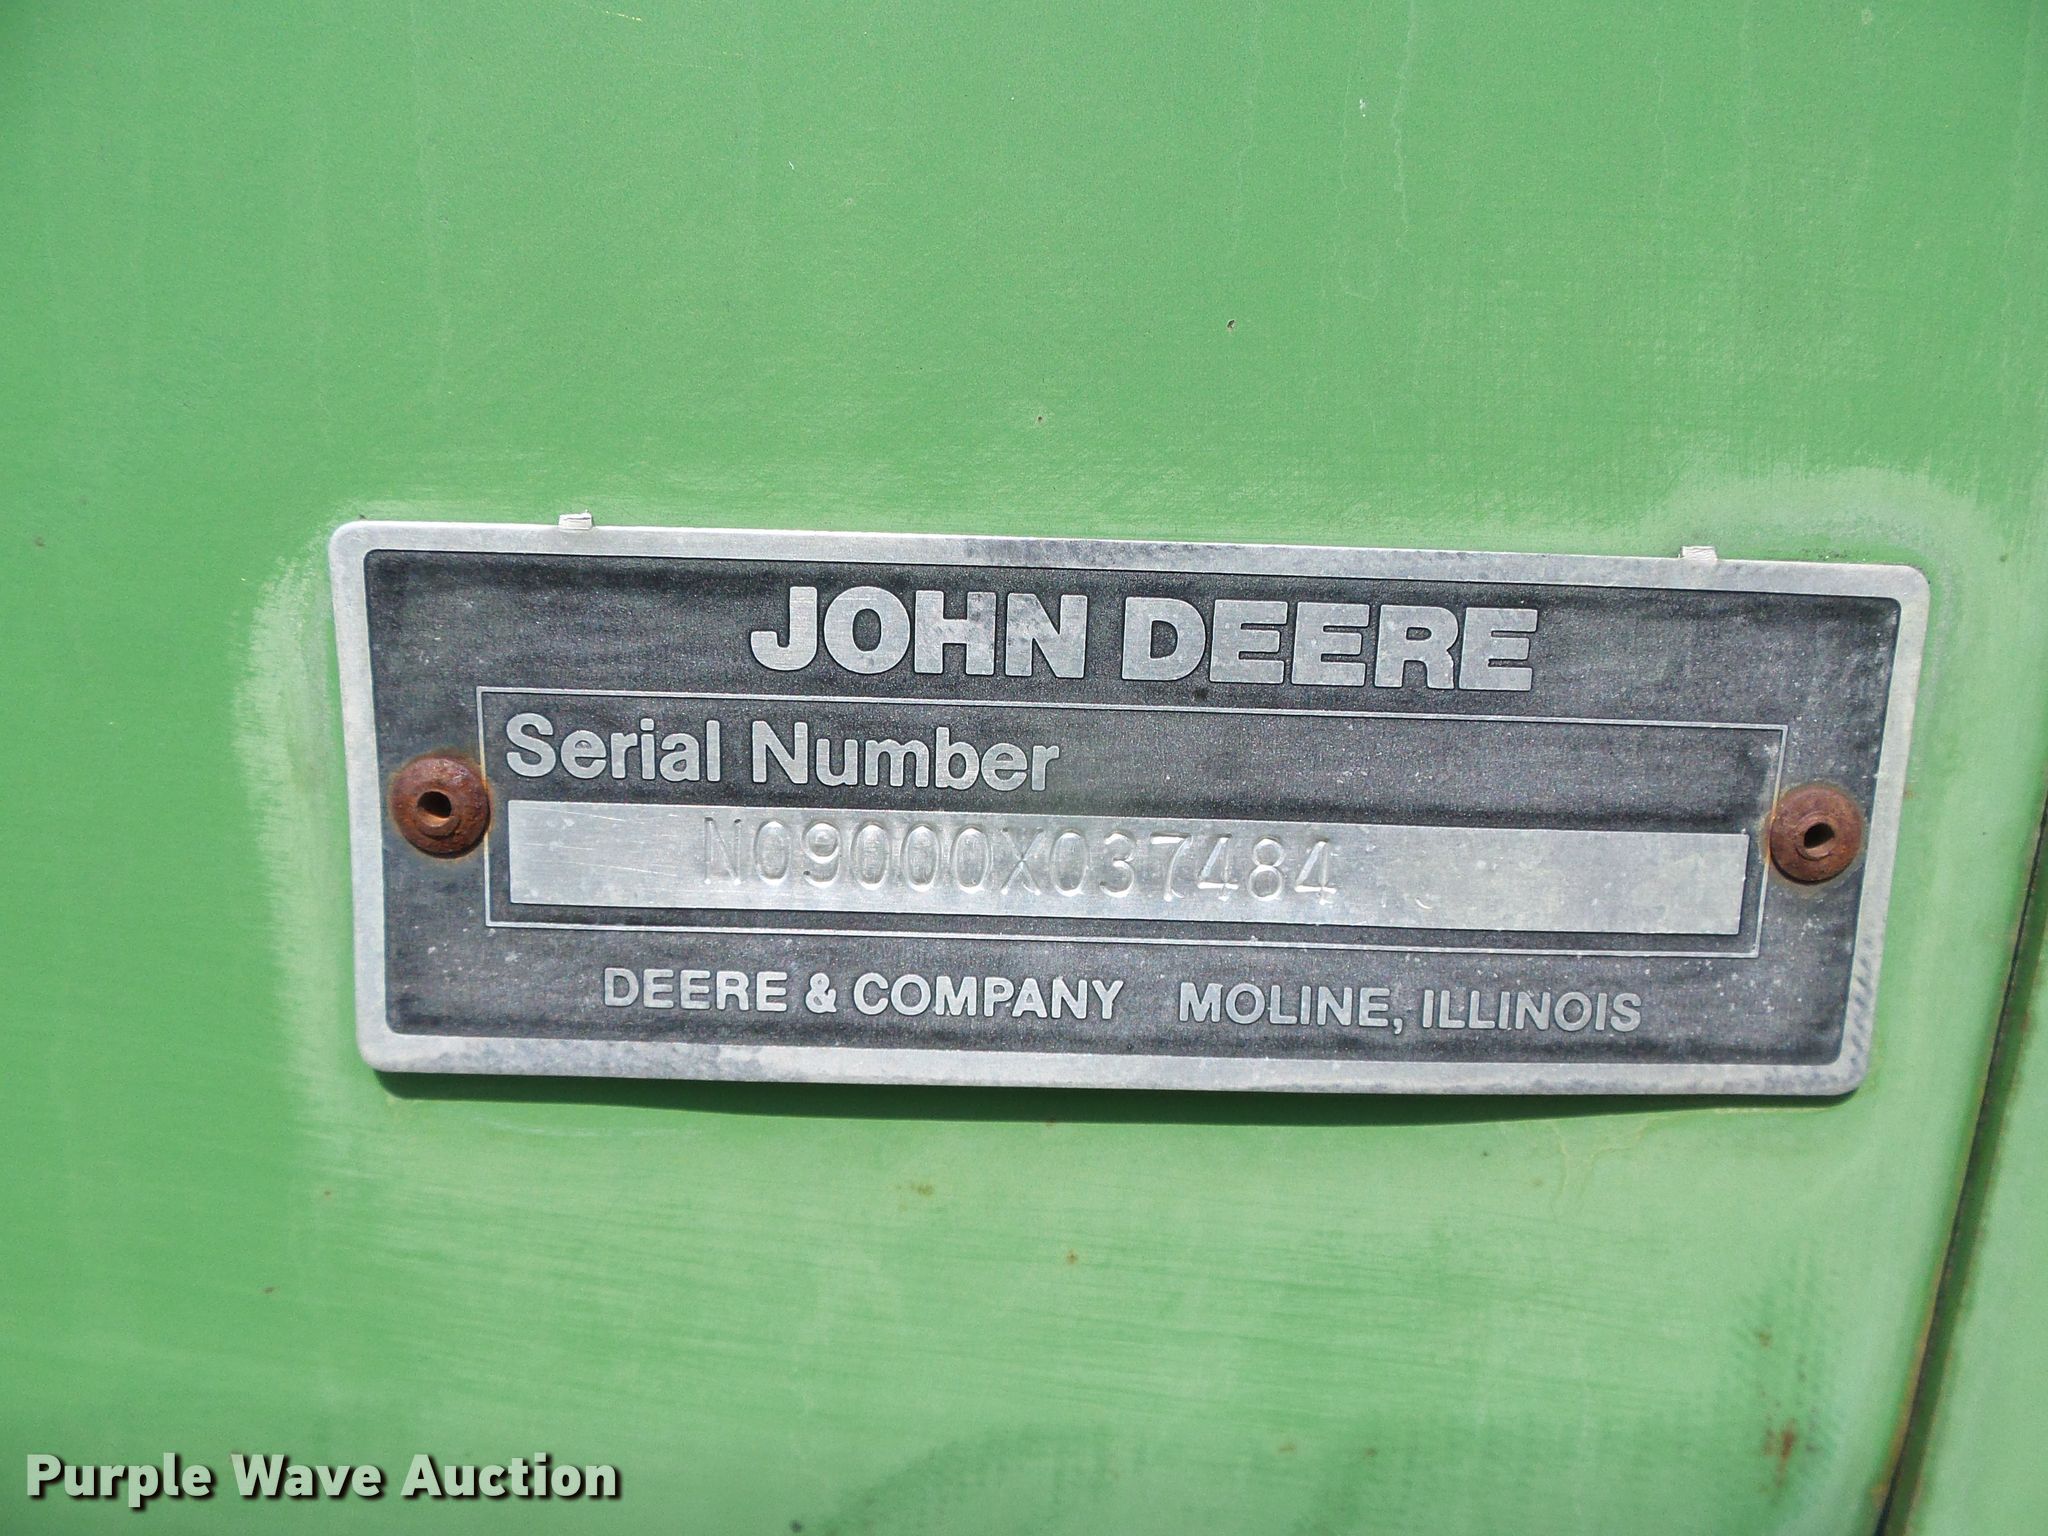 JOHN DEERE
Serial Number
N09000X037484
DEERE & COMPANY MOLINE, ILLINOIS
Purple Wave Auction